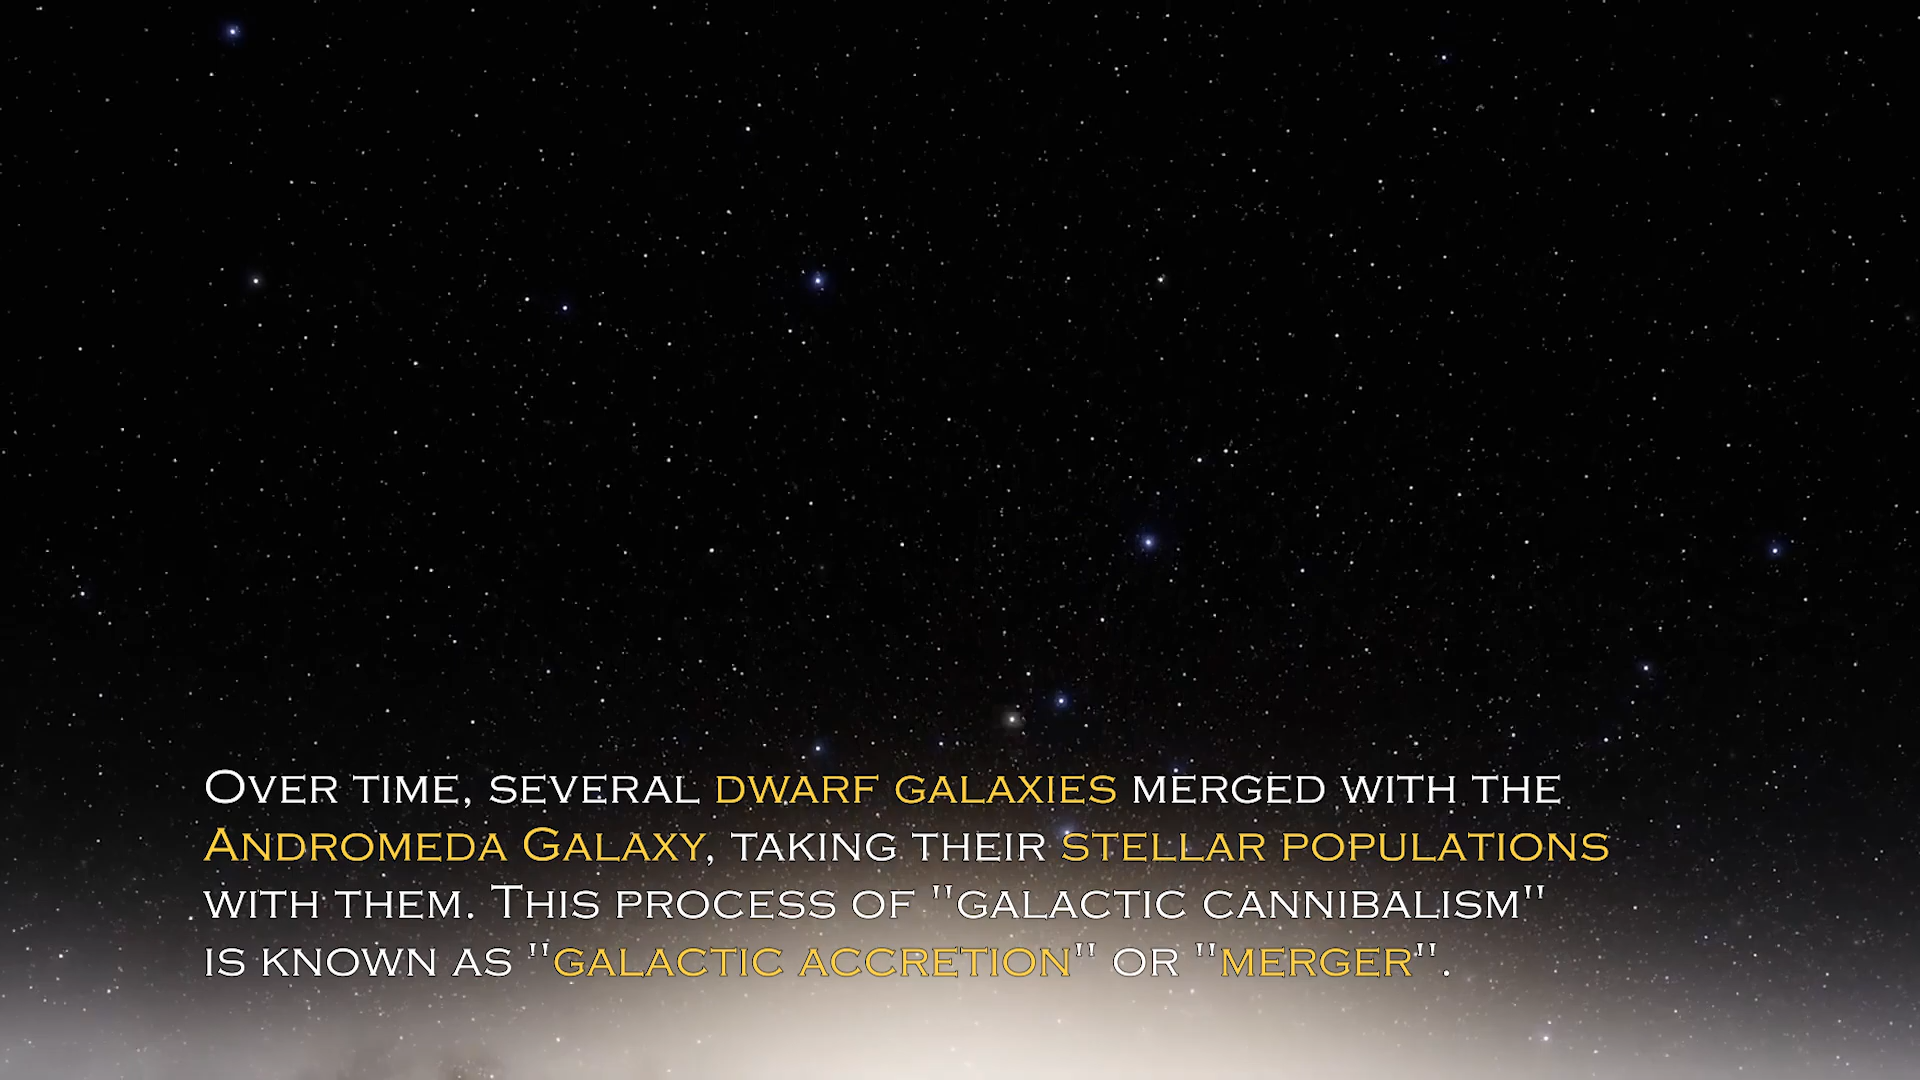 Over time, several dwarf galaxies merged with the
Andromeda Galaxy, taking their stellar populations
with them. This process of "galactic cannibalism"
is known as "galactic accretion" or "merger".